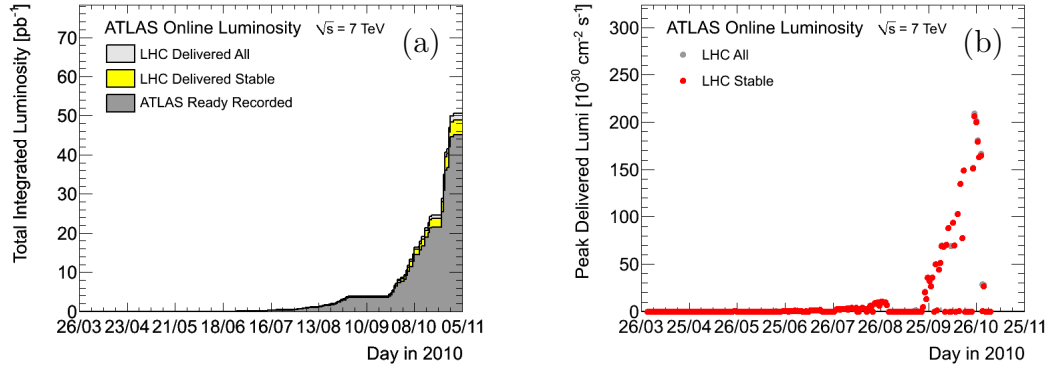 ATLAS Online Luminosity √s = 7 TeV (a)
LHC Delivered All
LHC Delivered Stable
ATLAS Ready Recorded
Total Integrated Luminosity [pb⁻¹]
70
60
50
40
30
20
10
0
26/03 23/04 21/05 18/06 16/07 13/08 10/09 08/10 05/11
Day in 2010
ATLAS Online Luminosity √s = 7 TeV (b)
LHC All
LHC Stable
Peak Delivered Lumi [10³⁰ cm⁻² s⁻¹]
300
250
200
150
100
50
0
26/03 25/04 26/05 25/06 26/07 26/08 25/09 26/10 25/11
Day in 2010